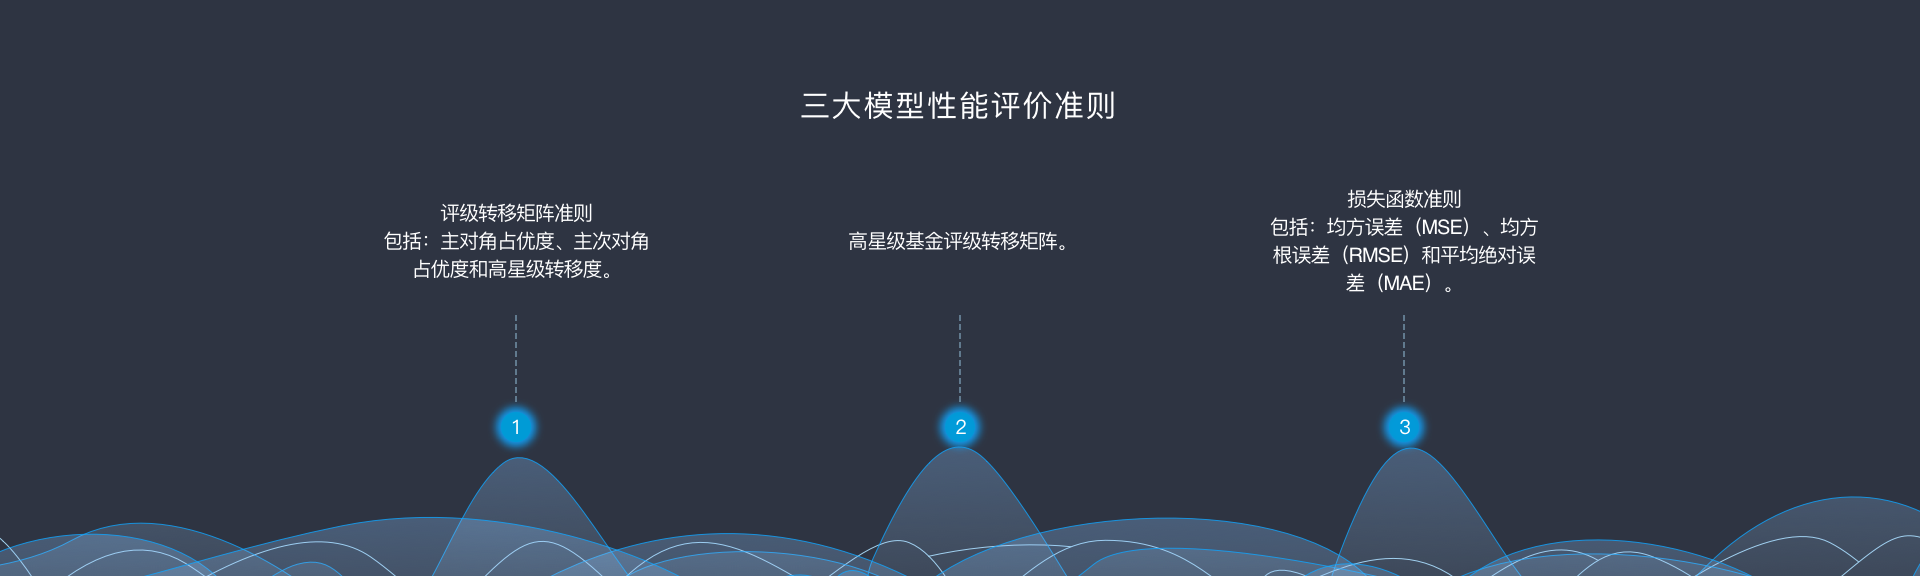 三大模型性能评价准则
评级转移矩阵准则
包括：主对角占优度、主次对角
占优度和高星级转移度。
高星级基金评级转移矩阵。
损失函数准则
包括：均方误差（MSE）、均方
根误差（RMSE）和平均绝对误
差（MAE）。
1
2
3